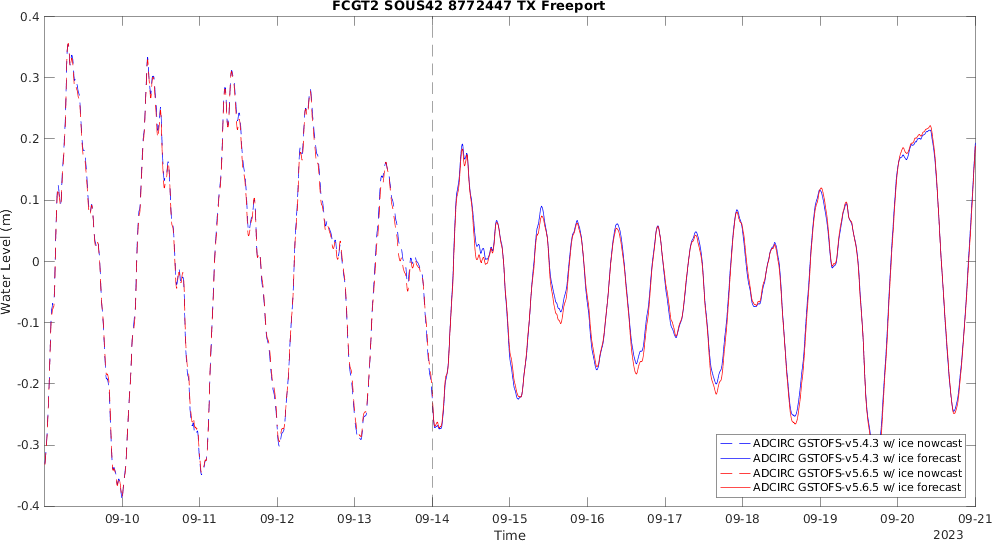 FCGT2 SOUS42 8772447 TX Freeport
0.4
0.3
0.2
0.1
0
-0.1
-0.2
-0.3
-0.4
Water Level (m)
ADCIRC GSTOFS-v5.4.3 w/ ice nowcast
ADCIRC GSTOFS-v5.4.3 w/ ice forecast
ADCIRC GSTOFS-v5.6.5 w/ ice nowcast
ADCIRC GSTOFS-v5.6.5 w/ ice forecast
09-10 09-11 09-12 09-13 09-14 09-15 09-16 09-17 09-18 09-19 09-20 09-21
Time
2023